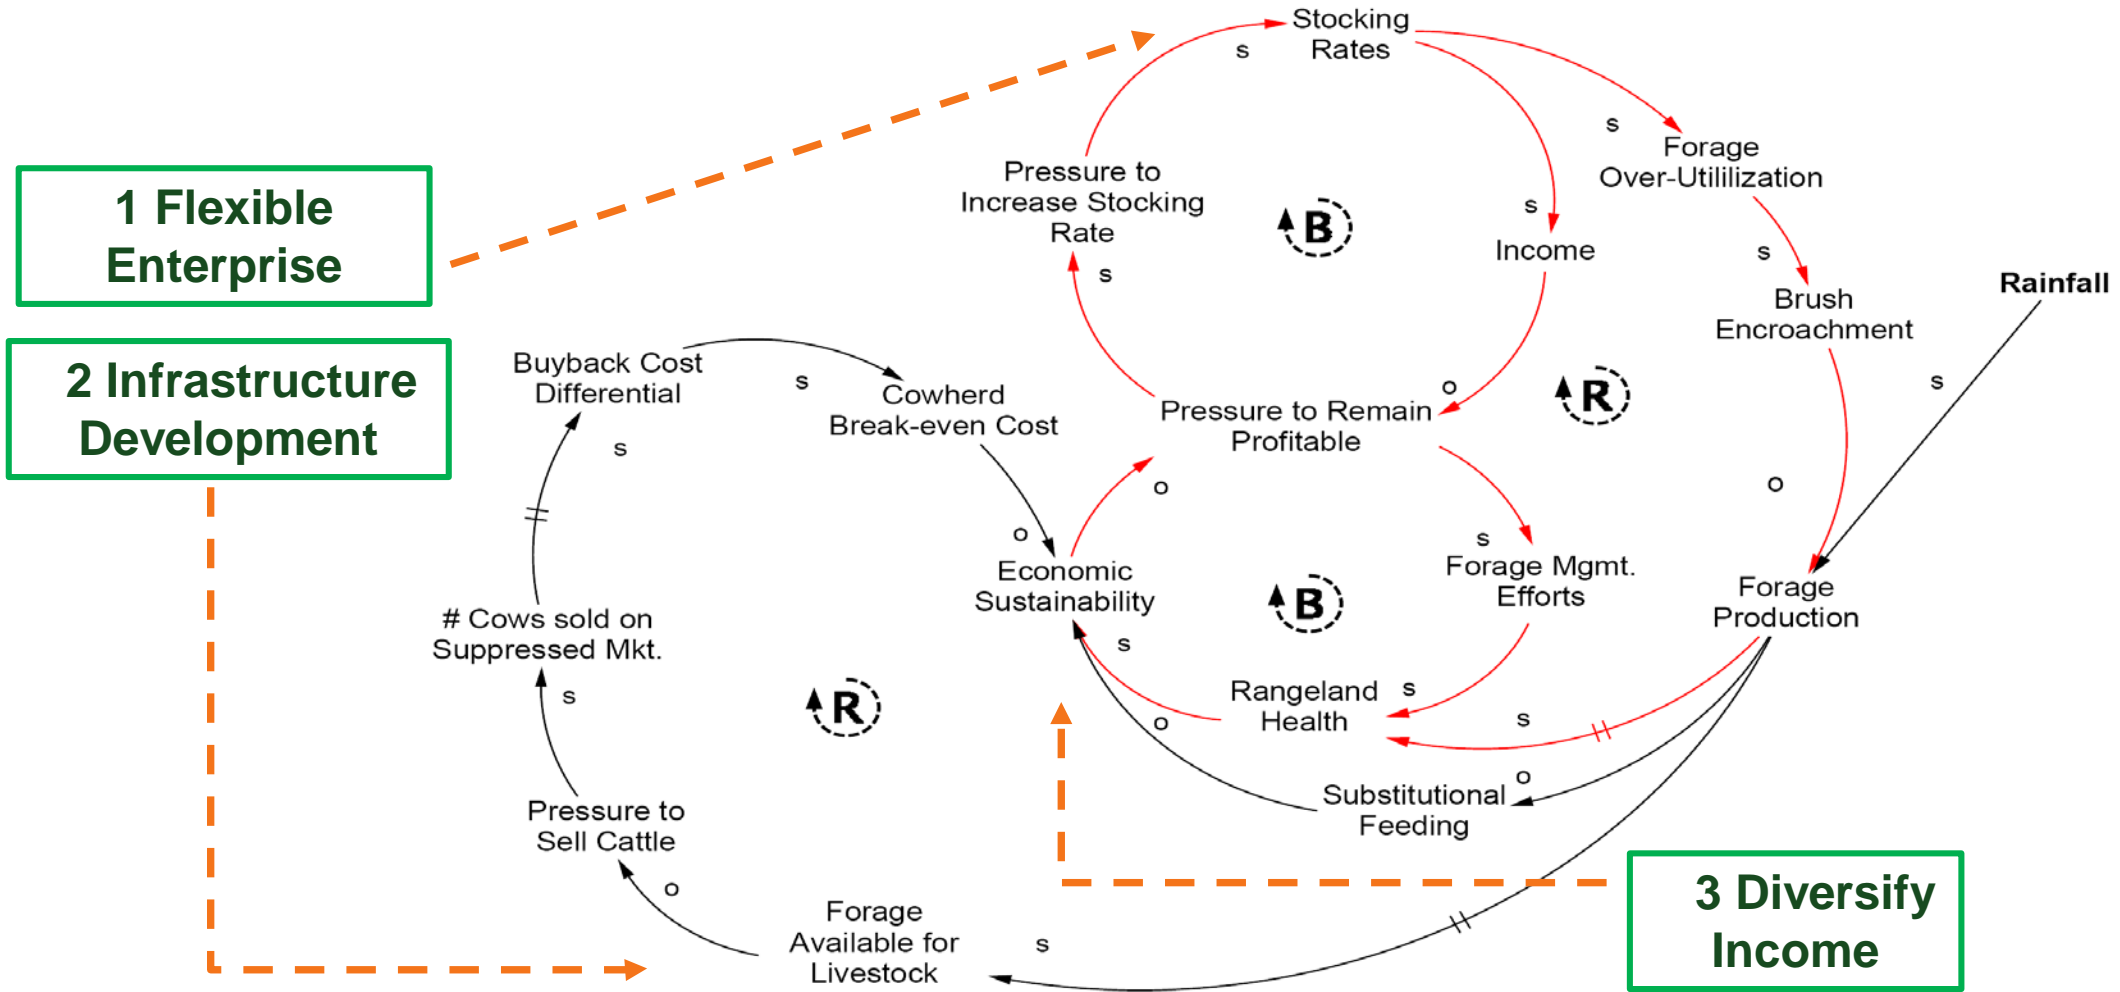 Stocking
Rates
s
s
Forage
Over-Utililization
Pressure to
Increase Stocking
Rate
1 Flexible
Enterprise
B
s
Income
s
s
Brush
Encroachment
Rainfall
2 Infrastructure
Development
Buyback Cost
Differential
s
Cowherd
Break-even Cost
s
R
s
o
Pressure to Remain
Profitable
o
o
s
o
Economic
Sustainability
Forage Mgmt.
Efforts
B
Forage
Production
# Cows sold on
Suppressed Mkt.
s
s
R
Rangeland
Health
s
s
o
o
Substitutional
Feeding
Pressure to
Sell Cattle
o
Forage
Available for
Livestock
s
3 Diversify
Income